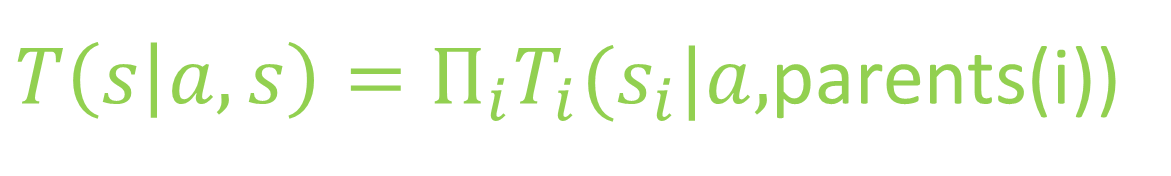 T(s|a, s) = Π_i T_i(s_i|a,parents(i))